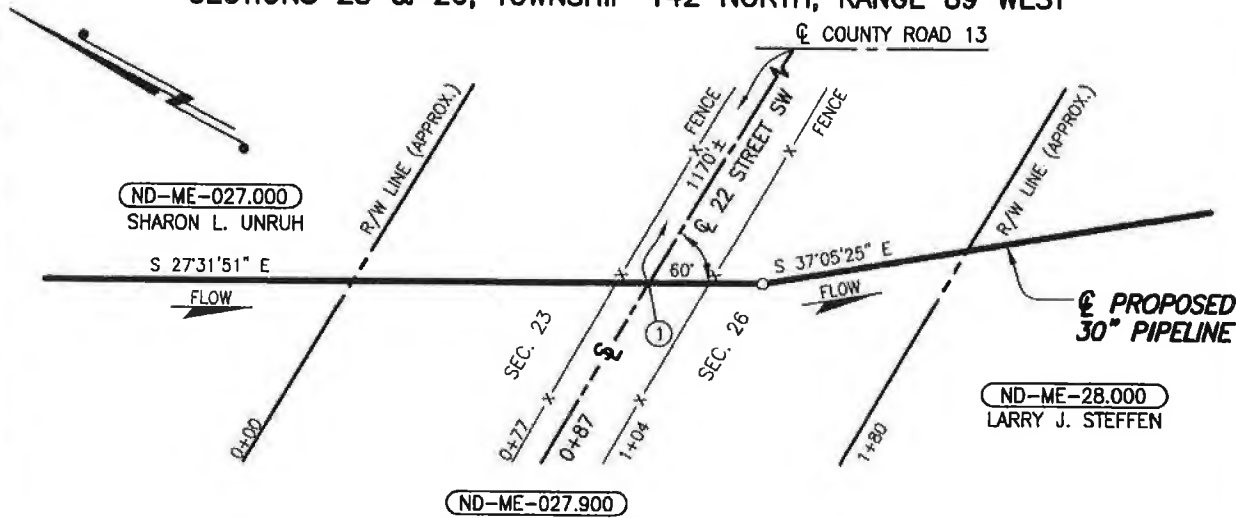 SECTIONS 23 & 26, TOWNSHIP 142 NORTH, RANGE 89 WEST
℄ COUNTY ROAD 13
R/W LINE (APPROX.)
FENCE
1170'±
℄ 22 STREET SW
FENCE
R/W LINE (APPROX.)
ND-ME-027.000
SHARON L. UNRUH
S 27'31'51" E
FLOW
60'
S 37'05'25" E
FLOW
1
℄ PROPOSED
30" PIPELINE
SEC. 23
SEC. 26
ND-ME-28.000
LARRY J. STEFFEN
0+00
0+77
0+87
1+04
1+80
ND-ME-027.900